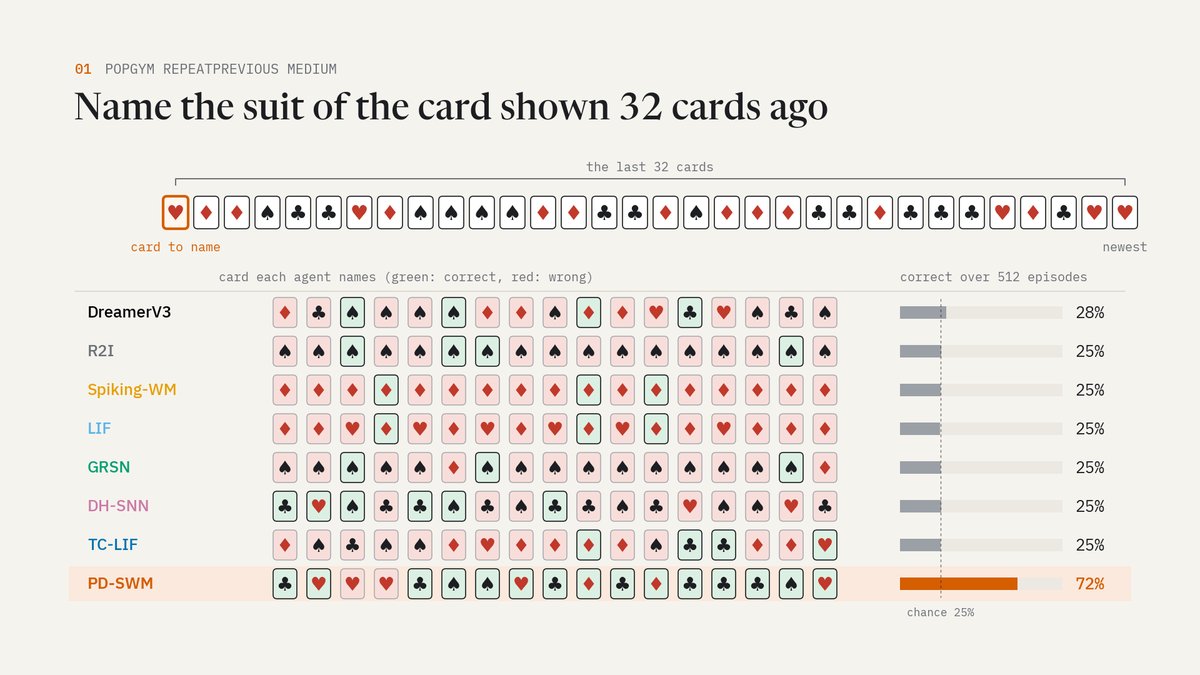 01 POPGYM REPEATPREVIOUS MEDIUM
Name the suit of the card shown 32 cards ago
the last 32 cards
card to name
newest
card each agent names (green: correct, red: wrong)
correct over 512 episodes
DreamerV3 28%
R2I 25%
Spiking-WM 25%
LIF 25%
GRSN 25%
DH-SNN 25%
TC-LIF 25%
PD-SWM 72%
chance 25%